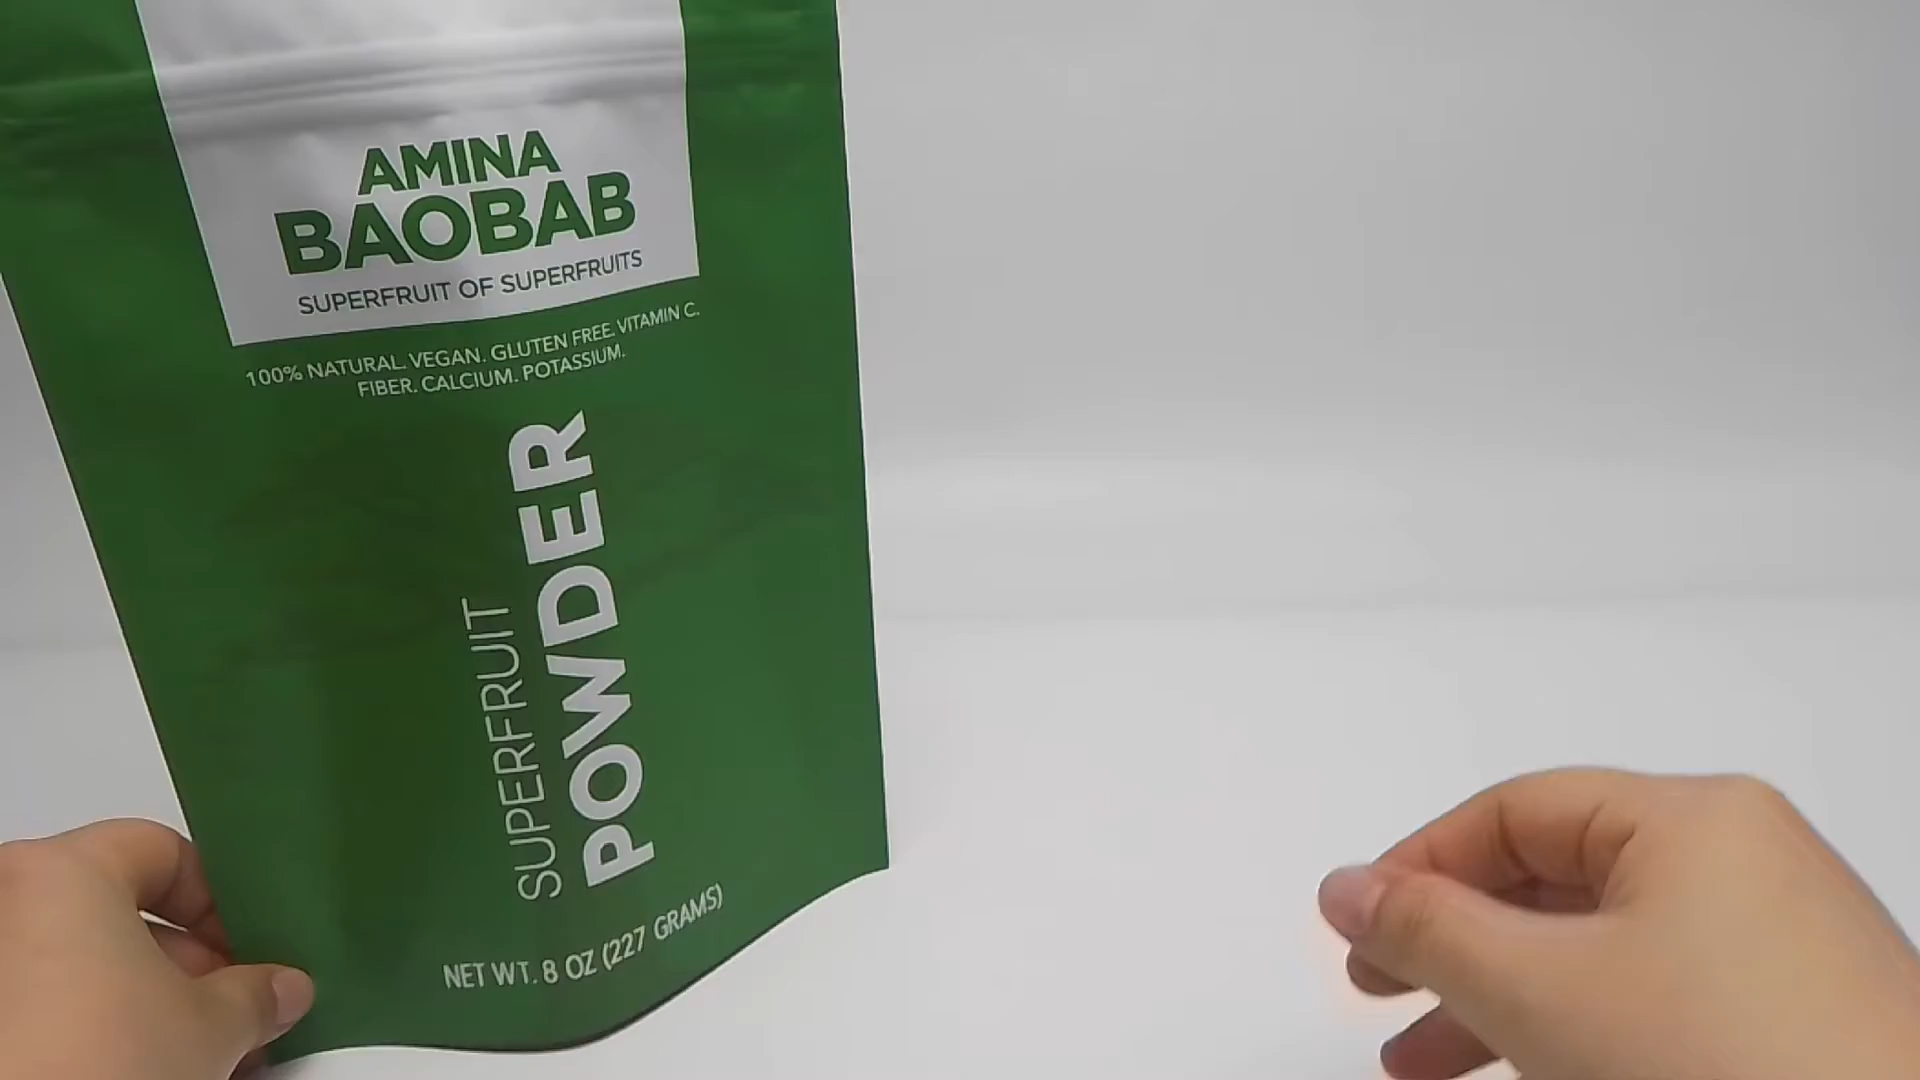 AMINA
BAOBAB
SUPERFRUIT OF SUPERFRUITS
100% NATURAL. VEGAN. GLUTEN FREE. VITAMIN C.
FIBER. CALCIUM. POTASSIUM.
SUPERFRUIT
POWDER
NET WT. 8 OZ (227 GRAMS)